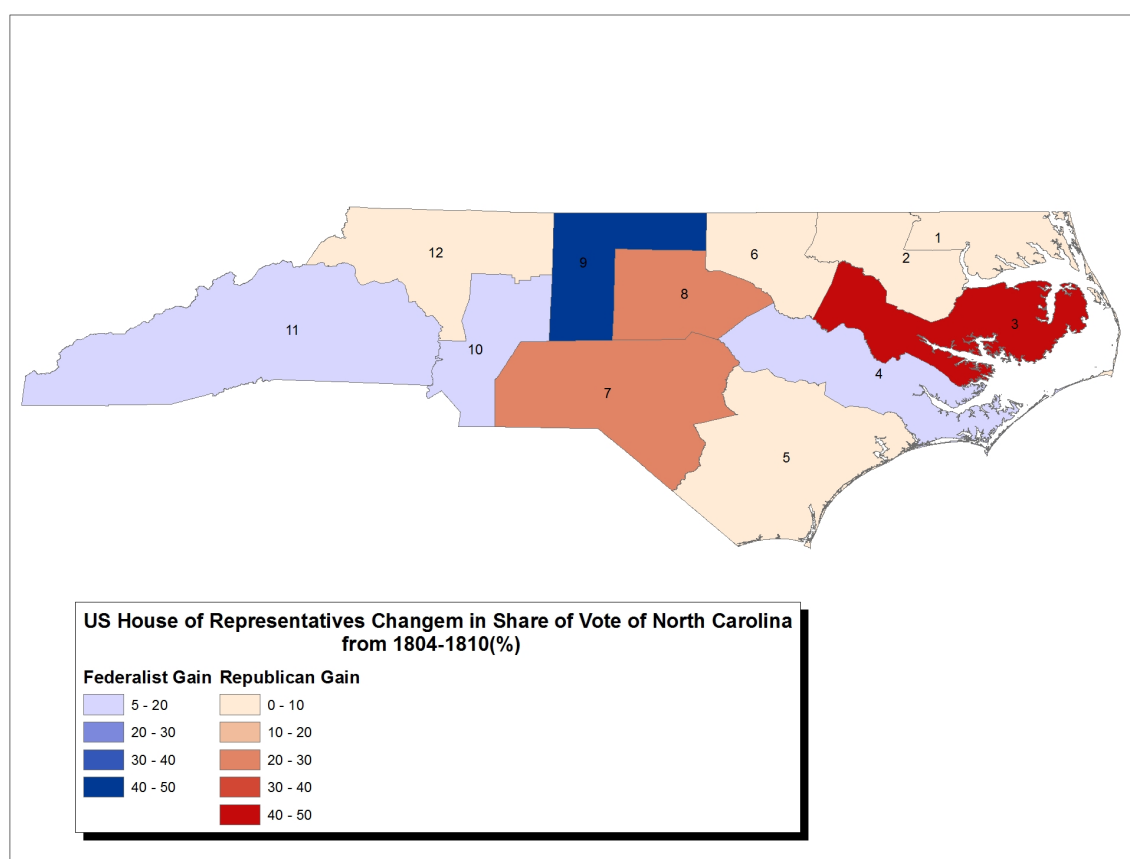 1
2
6
12
9
8
11
3
10
4
7
5
US House of Representatives Changem in Share of Vote of North Carolina
from 1804-1810(%)
Federalist Gain Republican Gain
5 - 20 0 - 10
20 - 30 10 - 20
30 - 40 20 - 30
40 - 50 30 - 40
40 - 50